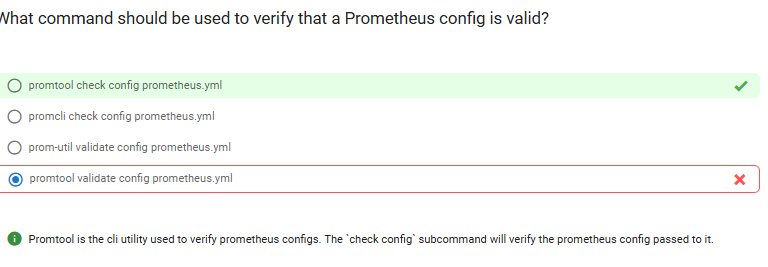 What command should be used to verify that a Prometheus config is valid?
promtool check config prometheus.yml
promcli check config prometheus.yml
prom-util validate config prometheus.yml
promtool validate config prometheus.yml
Promtool is the cli utility used to verify prometheus configs. The `check config` subcommand will verify the prometheus config passed to it.